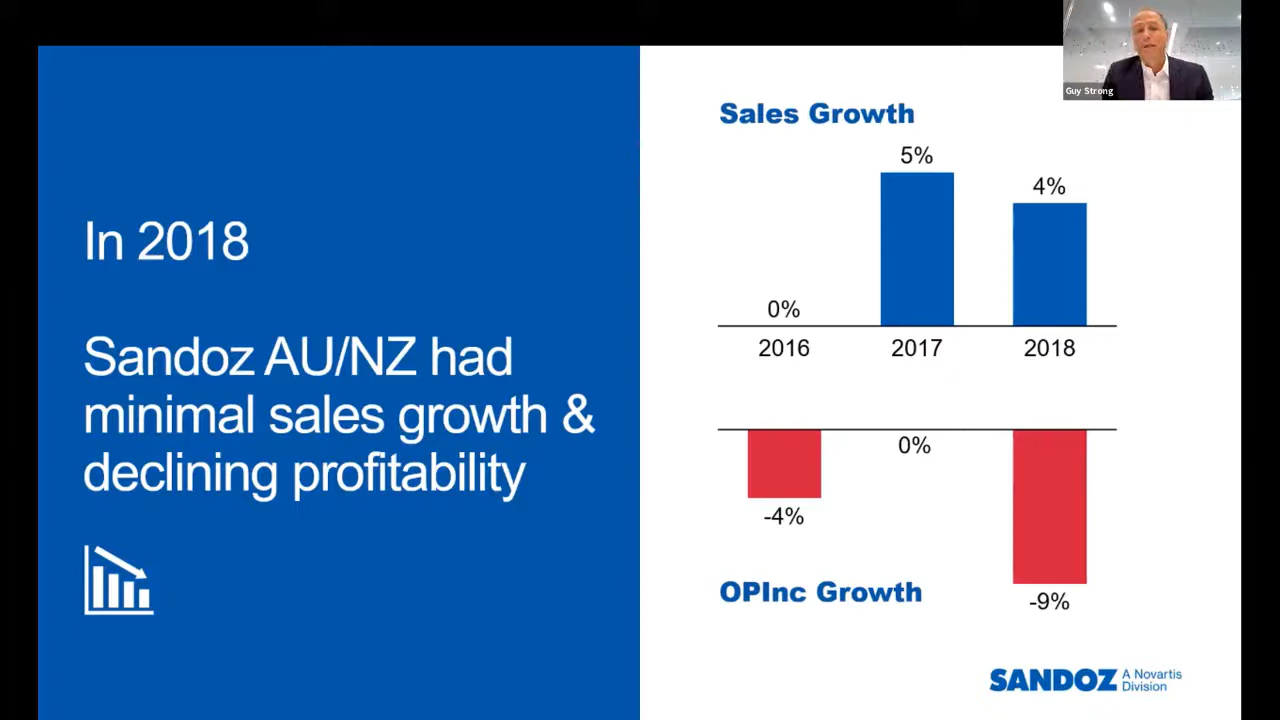 Guy Strong
In 2018
Sandoz AU/NZ had
minimal sales growth &
declining profitability
Sales Growth
5%
4%
0%
2016 2017 2018
0%
-4%
OPInc Growth
-9%
SANDOZ A Novartis
Division